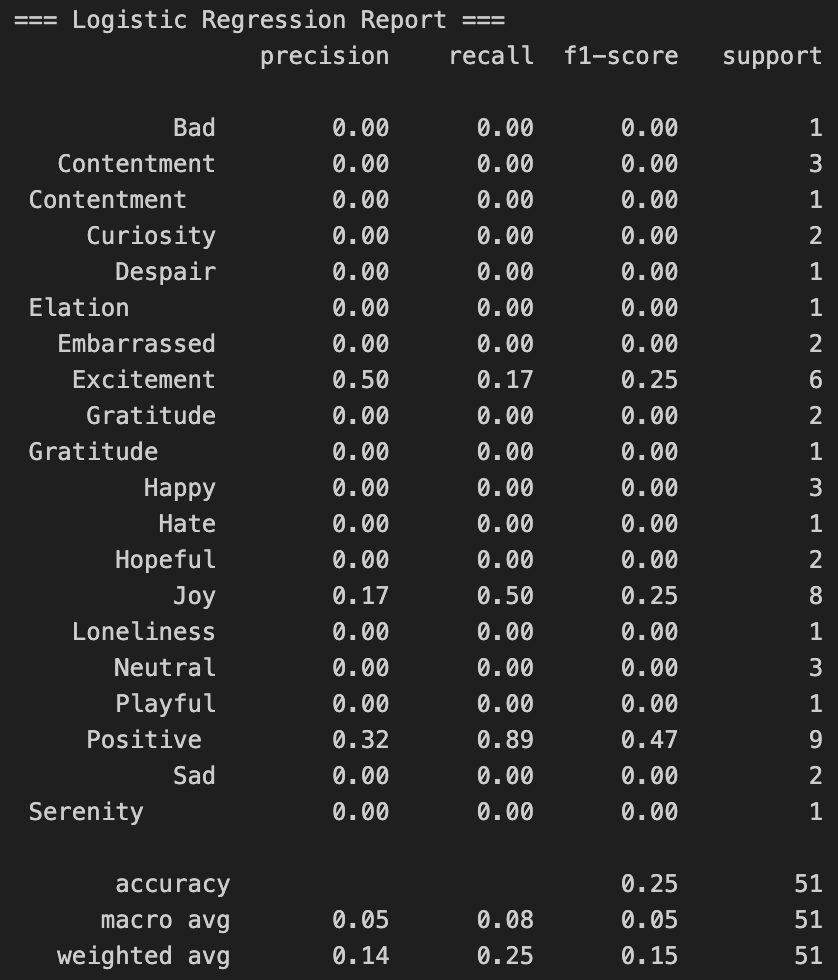 === Logistic Regression Report ===
precision recall f1-score support
Bad 0.00 0.00 0.00 1
Contentment 0.00 0.00 0.00 3
Contentment 0.00 0.00 0.00 1
Curiosity 0.00 0.00 0.00 2
Despair 0.00 0.00 0.00 1
Elation 0.00 0.00 0.00 1
Embarrassed 0.00 0.00 0.00 2
Excitement 0.50 0.17 0.25 6
Gratitude 0.00 0.00 0.00 2
Gratitude 0.00 0.00 0.00 1
Happy 0.00 0.00 0.00 3
Hate 0.00 0.00 0.00 1
Hopeful 0.00 0.00 0.00 2
Joy 0.17 0.50 0.25 8
Loneliness 0.00 0.00 0.00 1
Neutral 0.00 0.00 0.00 3
Playful 0.00 0.00 0.00 1
Positive 0.32 0.89 0.47 9
Sad 0.00 0.00 0.00 2
Serenity 0.00 0.00 0.00 1
accuracy 0.25 51
macro avg 0.05 0.08 0.05 51
weighted avg 0.14 0.25 0.15 51